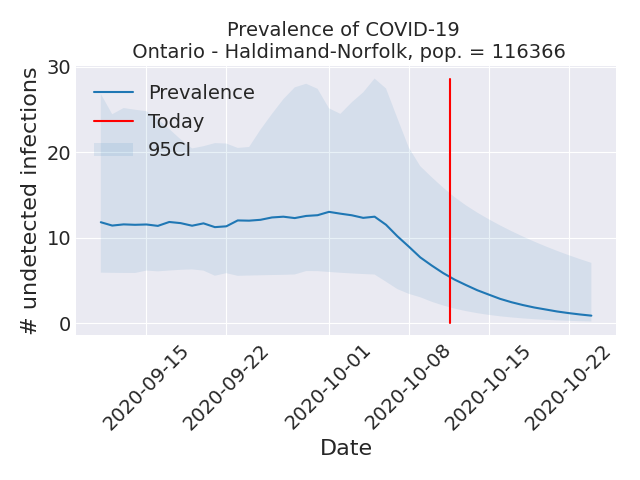 Prevalence of COVID-19
Ontario - Haldimand-Norfolk, pop. = 116366
# undetected infections
30
20
10
0
Prevalence
Today
95CI
2020-09-15
2020-09-22
2020-10-01
2020-10-08
2020-10-15
2020-10-22
Date